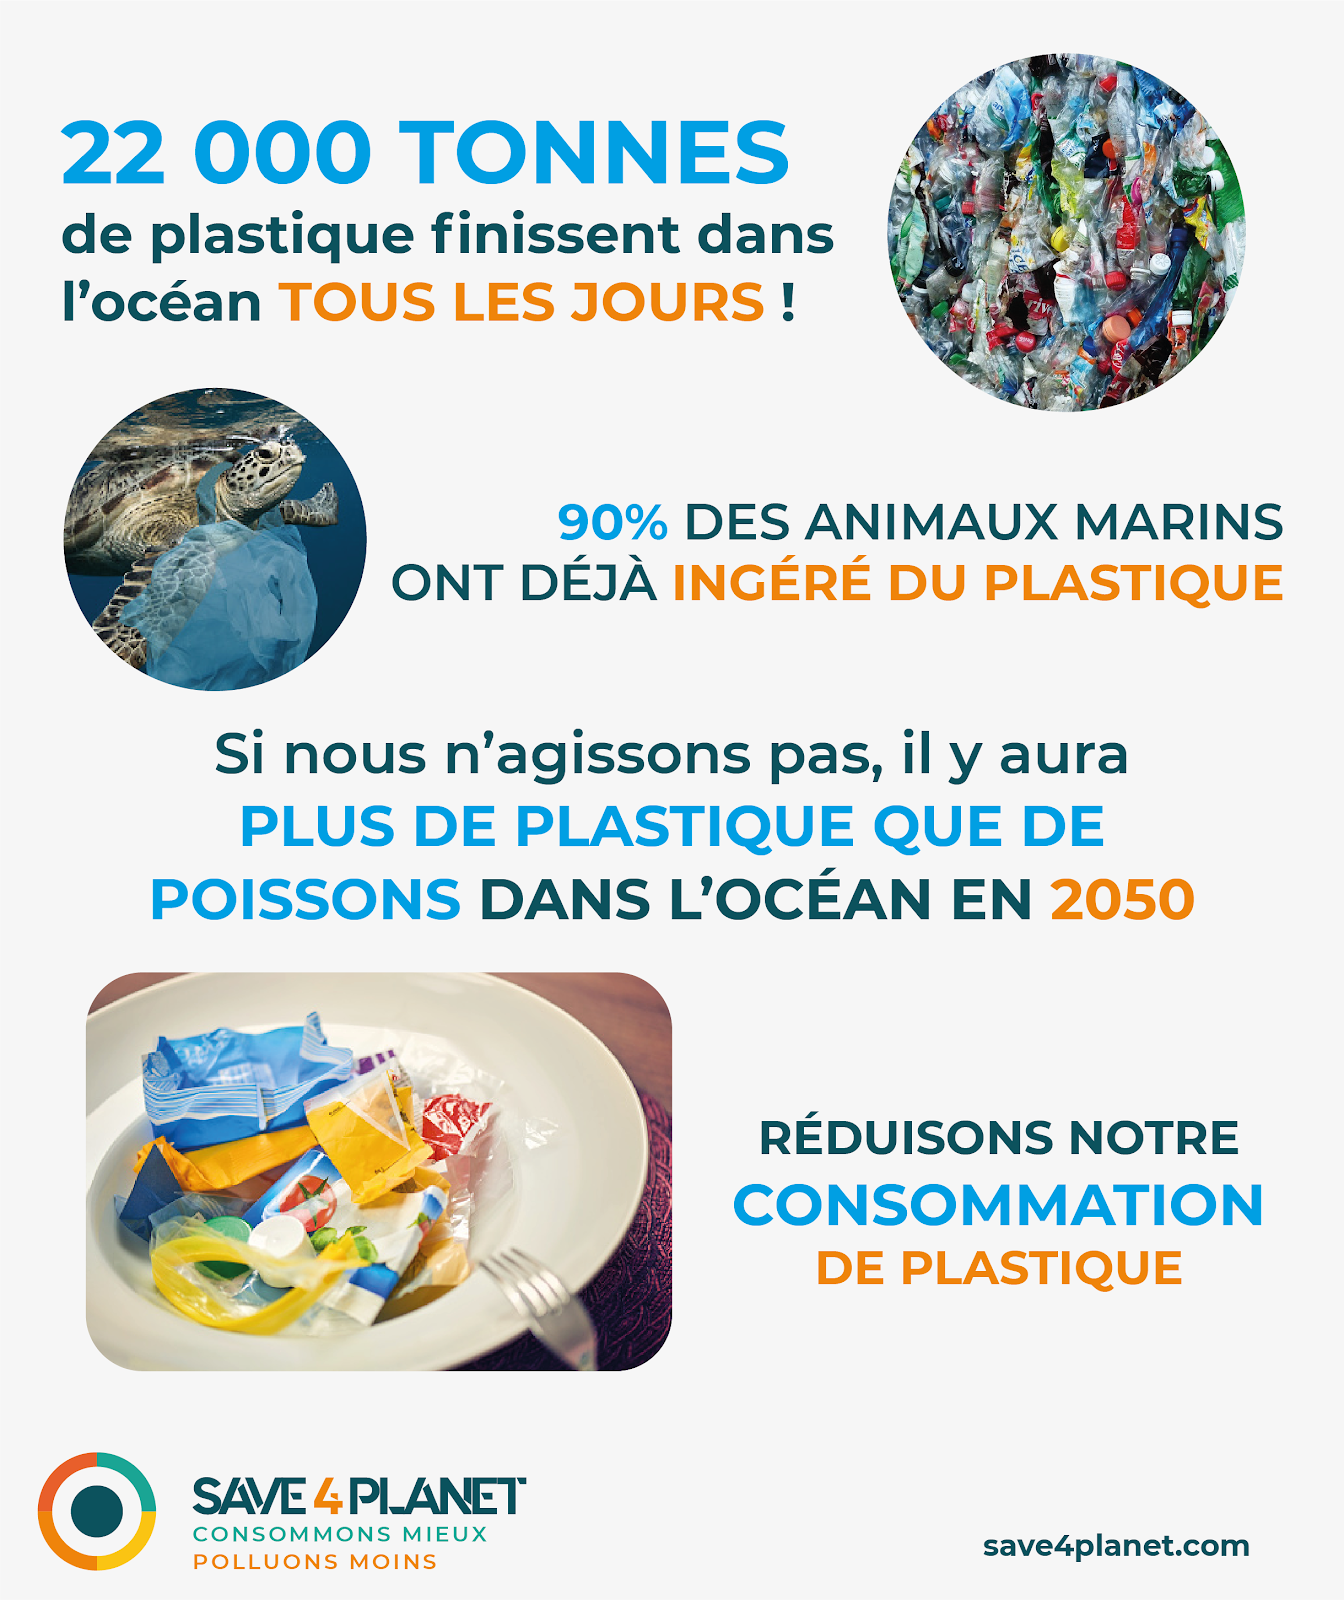 22 000 TONNES
de plastique finissent dans
l’océan TOUS LES JOURS !
90% DES ANIMAUX MARINS
ONT DÉJÀ INGÉRÉ DU PLASTIQUE
Si nous n’agissons pas, il y aura
PLUS DE PLASTIQUE QUE DE
POISSONS DANS L’OCÉAN EN 2050
RÉDUISONS NOTRE
CONSOMMATION
DE PLASTIQUE
SAVE 4 PLANET
CONSOMMONS MIEUX
POLLUONS MOINS
save4planet.com